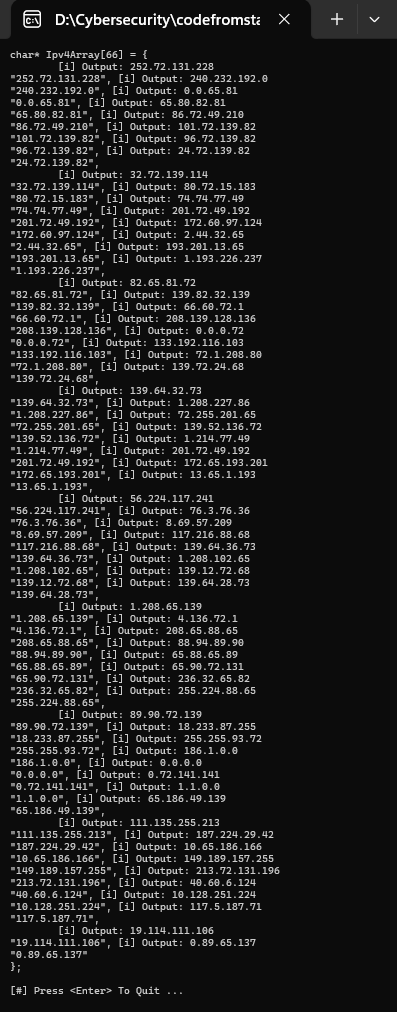 D:\Cybersecurity\codefromsta
char* Ipv4Array[66] = {
[i] Output: 252.72.131.228
"252.72.131.228", [i] Output: 240.232.192.0
"240.232.192.0", [i] Output: 0.0.65.81
"0.0.65.81", [i] Output: 65.80.82.81
"65.80.82.81", [i] Output: 86.72.49.210
"86.72.49.210", [i] Output: 101.72.139.82
"101.72.139.82", [i] Output: 96.72.139.82
"96.72.139.82", [i] Output: 24.72.139.82
"24.72.139.82",
[i] Output: 32.72.139.114
"32.72.139.114", [i] Output: 80.72.15.183
"80.72.15.183", [i] Output: 74.74.77.49
"74.74.77.49", [i] Output: 201.72.49.192
"201.72.49.192", [i] Output: 172.60.97.124
"172.60.97.124", [i] Output: 2.44.32.65
"2.44.32.65", [i] Output: 193.201.13.65
"193.201.13.65", [i] Output: 1.193.226.237
"1.193.226.237",
[i] Output: 82.65.81.72
"82.65.81.72", [i] Output: 139.82.32.139
"139.82.32.139", [i] Output: 66.60.72.1
"66.60.72.1", [i] Output: 208.139.128.136
"208.139.128.136", [i] Output: 0.0.0.72
"0.0.0.72", [i] Output: 133.192.116.103
"133.192.116.103", [i] Output: 72.1.208.80
"72.1.208.80", [i] Output: 139.72.24.68
"139.72.24.68",
[i] Output: 139.64.32.73
"139.64.32.73", [i] Output: 1.208.227.86
"1.208.227.86", [i] Output: 72.255.201.65
"72.255.201.65", [i] Output: 139.52.136.72
"139.52.136.72", [i] Output: 1.214.77.49
"1.214.77.49", [i] Output: 201.72.49.192
"201.72.49.192", [i] Output: 172.65.193.201
"172.65.193.201", [i] Output: 13.65.1.193
"13.65.1.193",
[i] Output: 56.224.117.241
"56.224.117.241", [i] Output: 76.3.76.36
"76.3.76.36", [i] Output: 8.69.57.209
"8.69.57.209", [i] Output: 117.216.88.68
"117.216.88.68", [i] Output: 139.64.36.73
"139.64.36.73", [i] Output: 1.208.102.65
"1.208.102.65", [i] Output: 139.12.72.68
"139.12.72.68", [i] Output: 139.64.28.73
"139.64.28.73",
[i] Output: 1.208.65.139
"1.208.65.139", [i] Output: 4.136.72.1
"4.136.72.1", [i] Output: 208.65.88.65
"208.65.88.65", [i] Output: 88.94.89.90
"88.94.89.90", [i] Output: 65.88.65.89
"65.88.65.89", [i] Output: 65.90.72.131
"65.90.72.131", [i] Output: 236.32.65.82
"236.32.65.82", [i] Output: 255.224.88.65
"255.224.88.65",
[i] Output: 89.90.72.139
"89.90.72.139", [i] Output: 18.233.87.255
"18.233.87.255", [i] Output: 255.255.93.72
"255.255.93.72", [i] Output: 186.1.0.0
"186.1.0.0", [i] Output: 0.0.0.0
"0.0.0.0", [i] Output: 0.72.141.141
"0.72.141.141", [i] Output: 1.1.0.0
"1.1.0.0", [i] Output: 65.186.49.139
"65.186.49.139",
[i] Output: 111.135.255.213
"111.135.255.213", [i] Output: 187.224.29.42
"187.224.29.42", [i] Output: 10.65.186.166
"10.65.186.166", [i] Output: 149.189.157.255
"149.189.157.255", [i] Output: 213.72.131.196
"213.72.131.196", [i] Output: 40.60.6.124
"40.60.6.124", [i] Output: 10.128.251.224
"10.128.251.224", [i] Output: 117.5.187.71
"117.5.187.71",
[i] Output: 19.114.111.106
"19.114.111.106", [i] Output: 0.89.65.137
"0.89.65.137"
};
[#] Press <Enter> To Quit ...